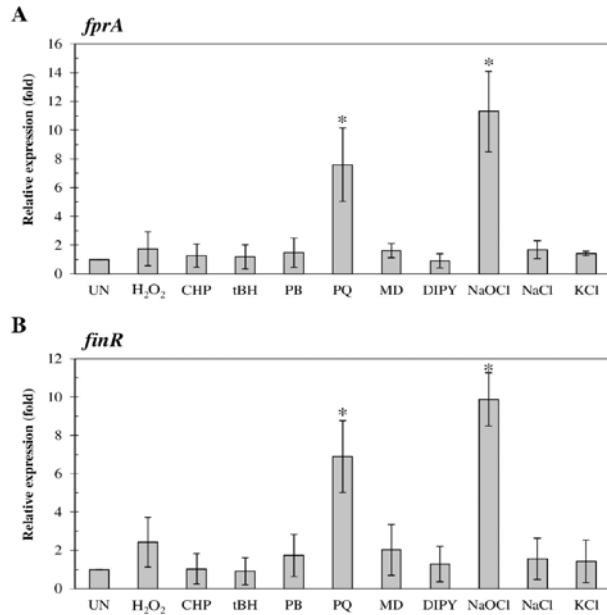 A
fprA
16
14
12
10
8
6
4
2
0
Relative expression (fold)
*
*
UN H₂O₂ CHP tBH PB PQ MD DIPY NaOCl NaCl KCl
B
finR
12
10
8
6
4
2
0
Relative expression (fold)
*
*
UN H₂O₂ CHP tBH PB PQ MD DIPY NaOCl NaCl KCl